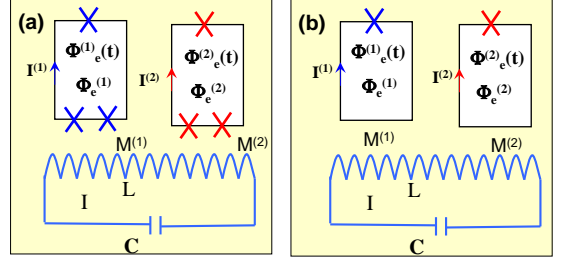 (a)
Φ⁽¹⁾ₑ(t)
I⁽¹⁾
Φₑ⁽¹⁾
Φ⁽²⁾ₑ(t)
I⁽²⁾
Φₑ⁽²⁾
M⁽¹⁾
M⁽²⁾
I
L
C
(b)
Φ⁽¹⁾ₑ(t)
I⁽¹⁾
Φₑ⁽¹⁾
Φ⁽²⁾ₑ(t)
I⁽²⁾
Φₑ⁽²⁾
M⁽¹⁾
M⁽²⁾
I
L
C